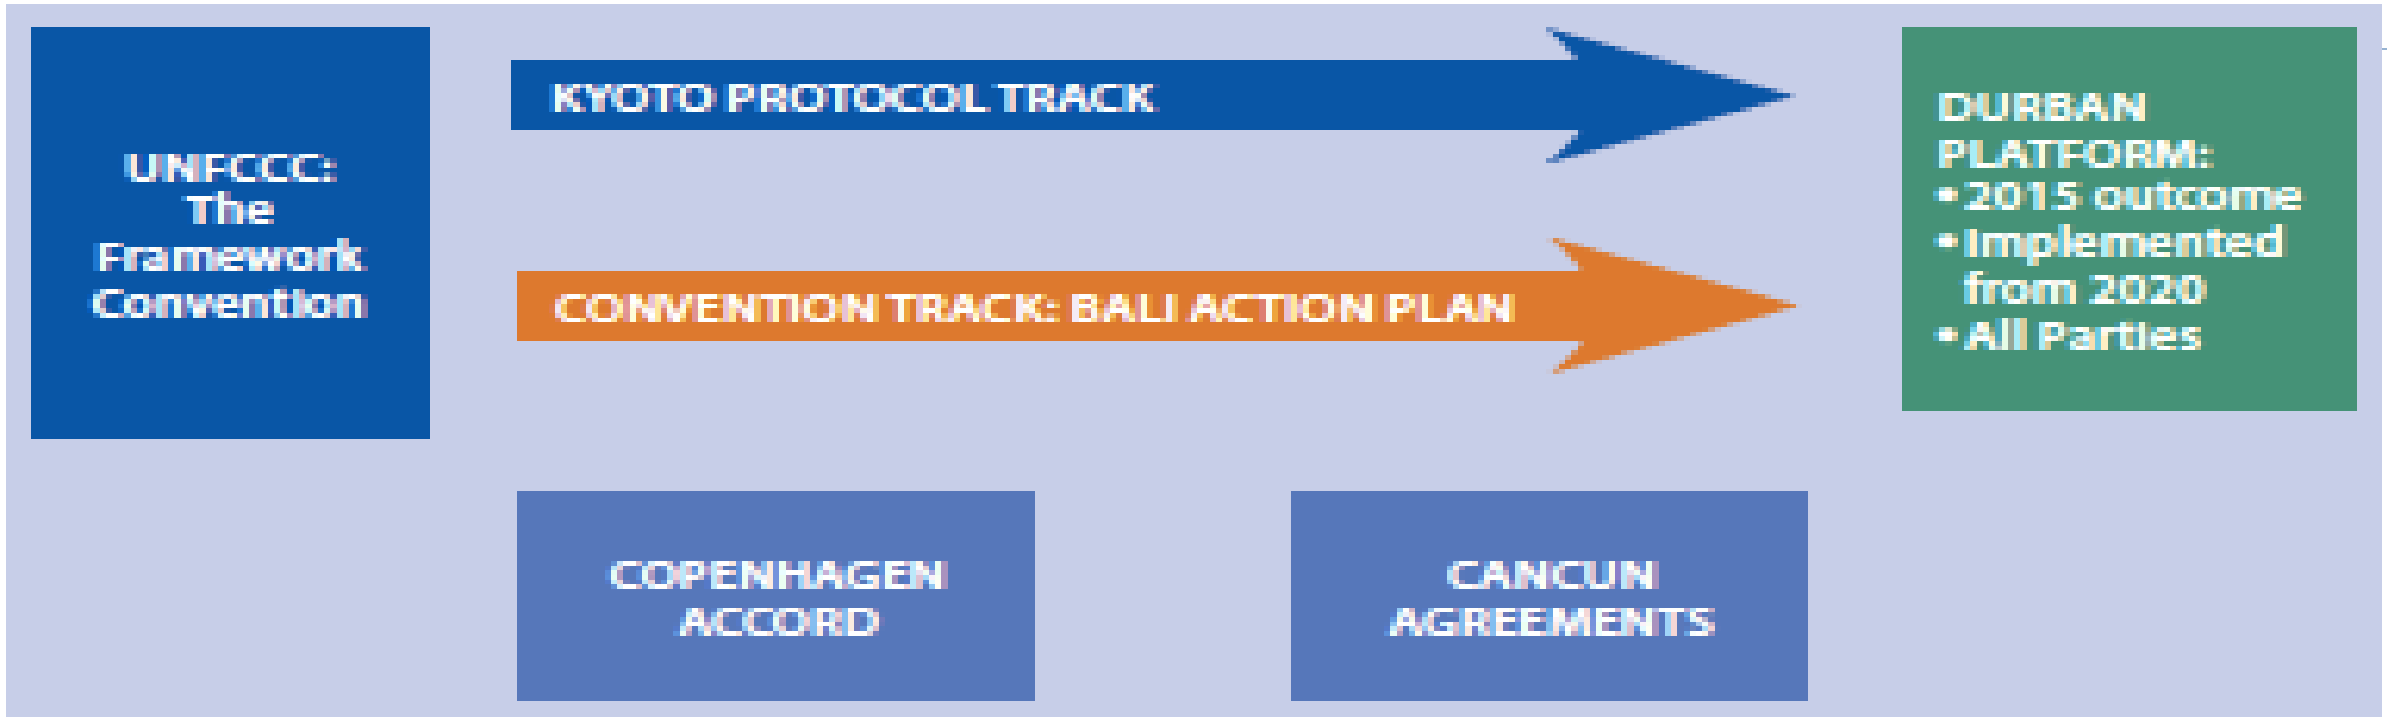 UNFCCC:
The
Framework
Convention
KYOTO PROTOCOL TRACK
CONVENTION TRACK: BALI ACTION PLAN
DURBAN
PLATFORM:
•2015 outcome
•Implemented
from 2020
•All Parties
COPENHAGEN
ACCORD
CANCUN
AGREEMENTS